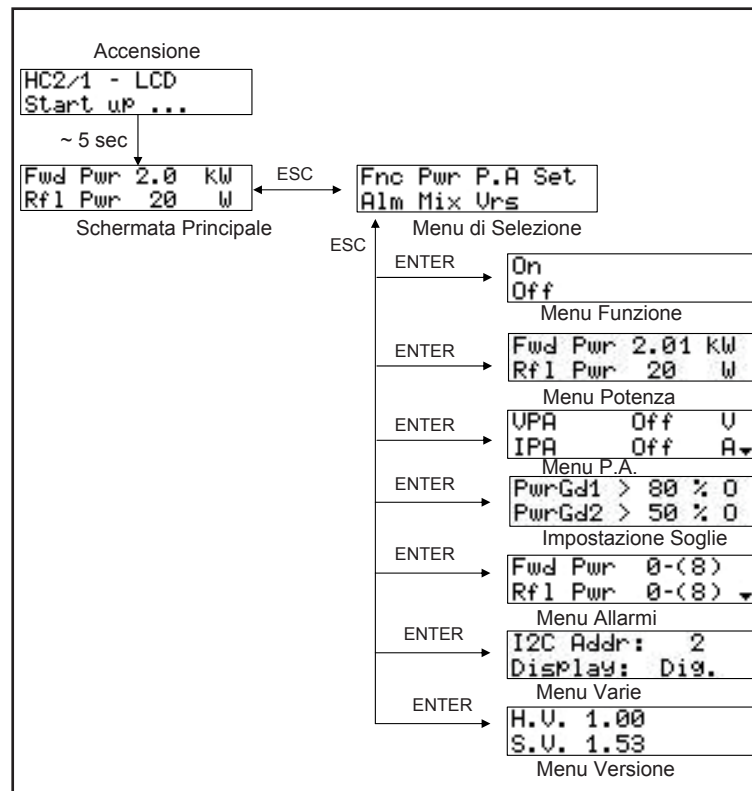 Accensione
HC2/1 - LCD
Start up ...
~ 5 sec
Fwd Pwr 2.0 KW
Rfl Pwr 20 W
Schermata Principale
ESC
Fnc Pwr P.A Set
Alm Mix Vrs
Menu di Selezione
ESC
ENTER
On
Off
Menu Funzione
ENTER
Fwd Pwr 2.01 KW
Rfl Pwr 20 W
Menu Potenza
ENTER
VPA Off V
IPA Off A
Menu P.A.
ENTER
PwrGd1 > 80 % O
PwrGd2 > 50 % O
Impostazione Soglie
ENTER
Fwd Pwr 0-(8)
Rfl Pwr 0-(8)
Menu Allarmi
ENTER
I2C Addr: 2
Display: Dig.
Menu Varie
ENTER
H.V. 1.00
S.V. 1.53
Menu Versione